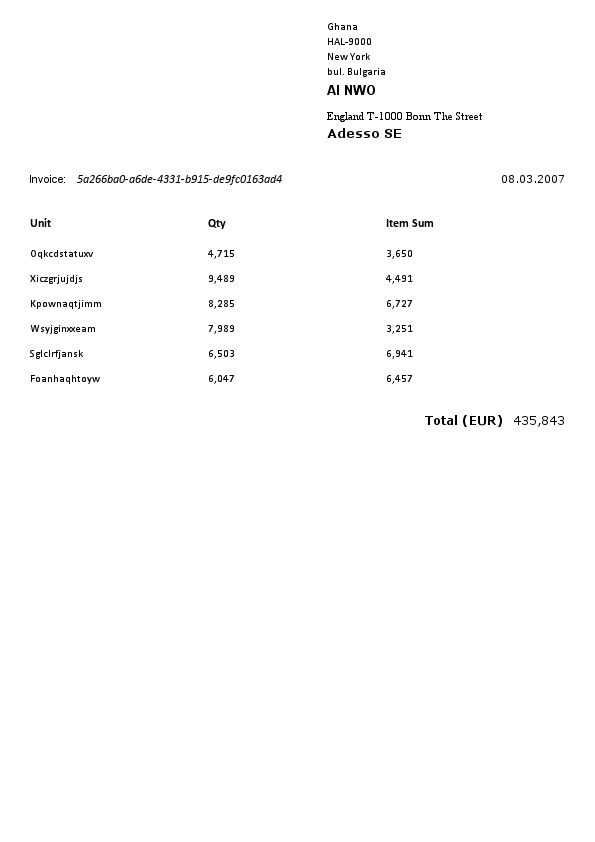 Ghana
HAL-9000
New York
bul. Bulgaria
AI NWO
England T-1000 Bonn The Street
Adesso SE
Invoice: 5a266ba0-a6de-4331-b915-de9fc0163ad4 08.03.2007
Unit Qty Item Sum
Oqkcdstatuxv 4,715 3,650
Xiczgrjujdjs 9,489 4,491
Kpownaqtjimm 8,285 6,727
Wsyjginxxeam 7,989 3,251
Sglclrfjansk 6,503 6,941
Foanhaqhtoyw 6,047 6,457
Total (EUR) 435,843